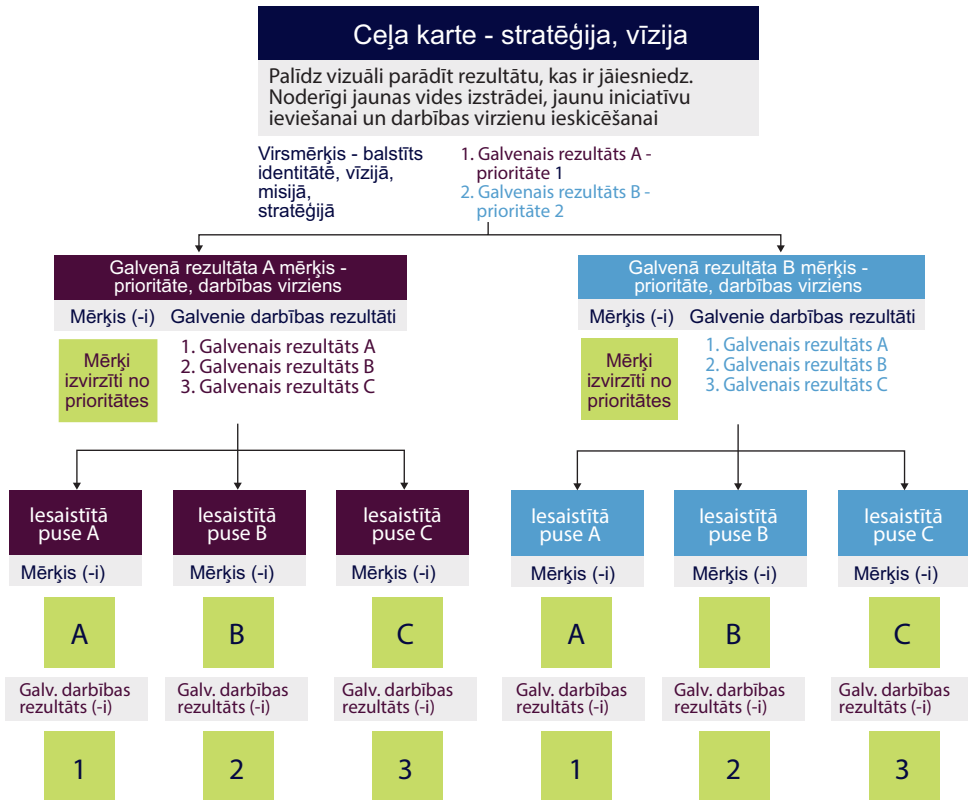 Ceļa karte - stratēģija, vīzija
Palīdz vizuāli parādīt rezultātu, kas ir jāiesniedz.
Noderīgi jaunas vides izstrādei, jaunu iniciatīvu
ieviešanai un darbības virzienu ieskicēšanai
Virsmērķis - balstīts
identitātē, vīzijā,
misijā,
stratēģijā
1. Galvenais rezultāts A -
prioritāte 1
2. Galvenais rezultāts B -
prioritāte 2
Galvenā rezultāta A mērķis -
prioritāte, darbības virziens
Mērķis (-i) Galvenie darbības rezultāti
Mērķi
izvirzīti no
prioritātes
1. Galvenais rezultāts A
2. Galvenais rezultāts B
3. Galvenais rezultāts C
Galvenā rezultāta B mērķis -
prioritāte, darbības virziens
Mērķis (-i) Galvenie darbības rezultāti
Mērķi
izvirzīti no
prioritātes
1. Galvenais rezultāts A
2. Galvenais rezultāts B
3. Galvenais rezultāts C
Iesaistītā
puse A
Mērķis (-i)
A
Galv. darbības
rezultāts (-i)
1
Iesaistītā
puse B
Mērķis (-i)
B
Galv. darbības
rezultāts (-i)
2
Iesaistītā
puse C
Mērķis (-i)
C
Galv. darbības
rezultāts (-i)
3
Iesaistītā
puse A
Mērķis (-i)
A
Galv. darbības
rezultāts (-i)
1
Iesaistītā
puse B
Mērķis (-i)
B
Galv. darbības
rezultāts (-i)
2
Iesaistītā
puse C
Mērķis (-i)
C
Galv. darbības
rezultāts (-i)
3